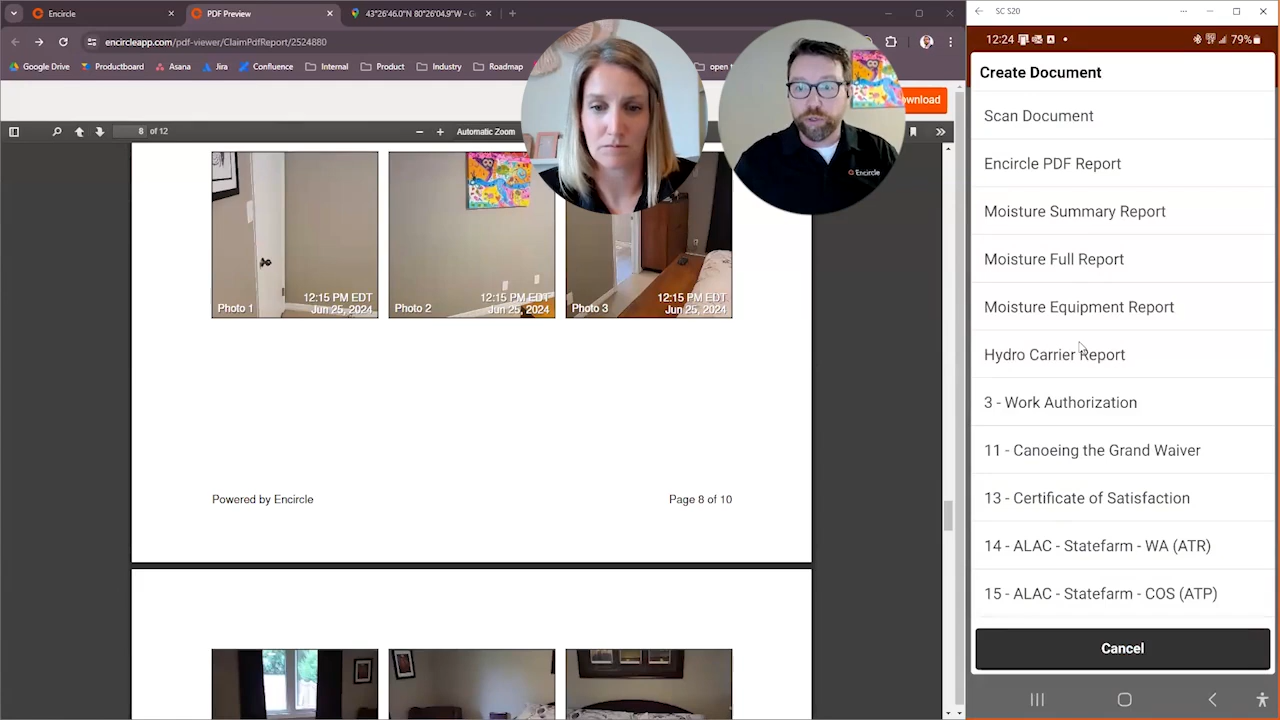 Encircle
PDF Preview
43°26'46.0"N 80°26'04.9"W – G
encircleapp.com/pdf-viewer/ClaimPdfReport/2524880
Google Drive
Productboard
Asana
Jira
Confluence
Internal
Product
Industry
Roadmap
open t
wnload
8 of 12
Automatic Zoom
Encircle
Photo 1
12:15 PM EDT
Jun 25, 2024
Photo 2
12:15 PM EDT
Jun 25, 2024
Photo 3
12:15 PM EDT
Jun 25, 2024
Powered by Encircle
Page 8 of 10
SC S20
12:24
79%
Create Document
Scan Document
Encircle PDF Report
Moisture Summary Report
Moisture Full Report
Moisture Equipment Report
Hydro Carrier Report
3 - Work Authorization
11 - Canoeing the Grand Waiver
13 - Certificate of Satisfaction
14 - ALAC - Statefarm - WA (ATR)
15 - ALAC - Statefarm - COS (ATP)
Cancel